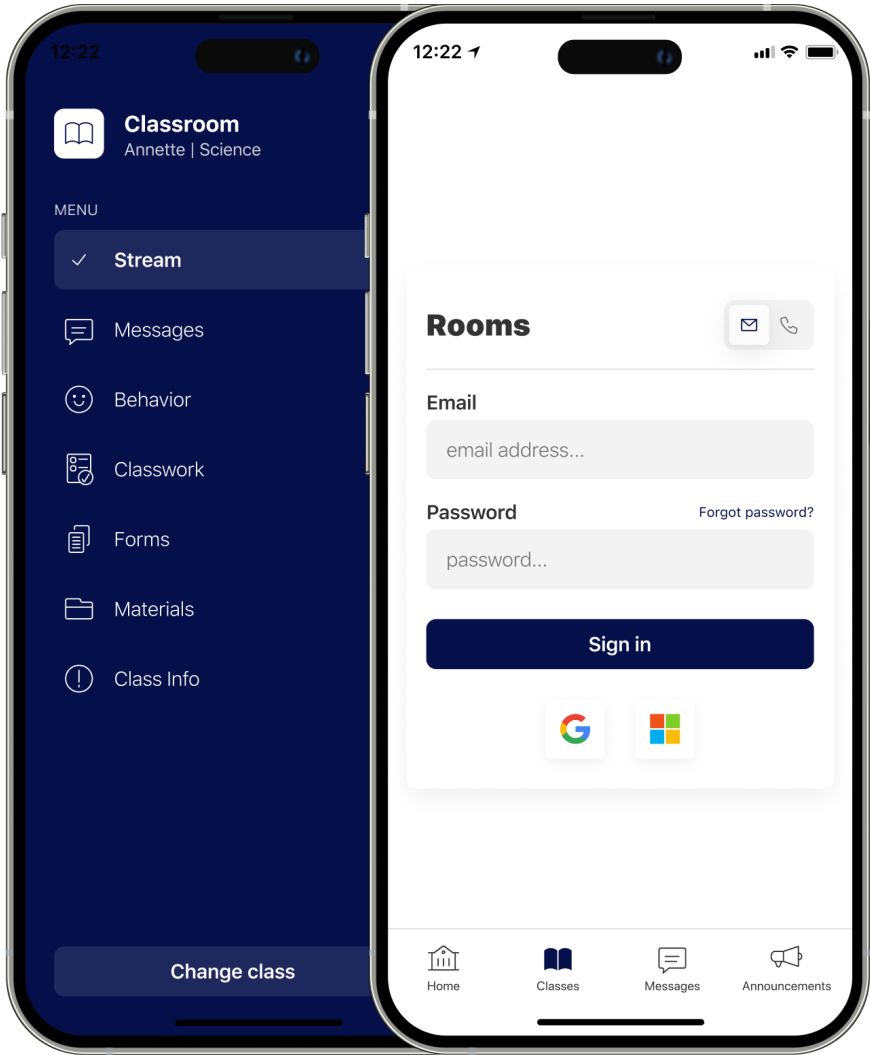 12:22
Classroom
Annette | Science
MENU
Stream
Messages
Behavior
Classwork
Forms
Materials
Class Info
Change class
12:22
Rooms
Email
email address...
Password
Forgot password?
password...
Sign in
Home
Classes
Messages
Announcements